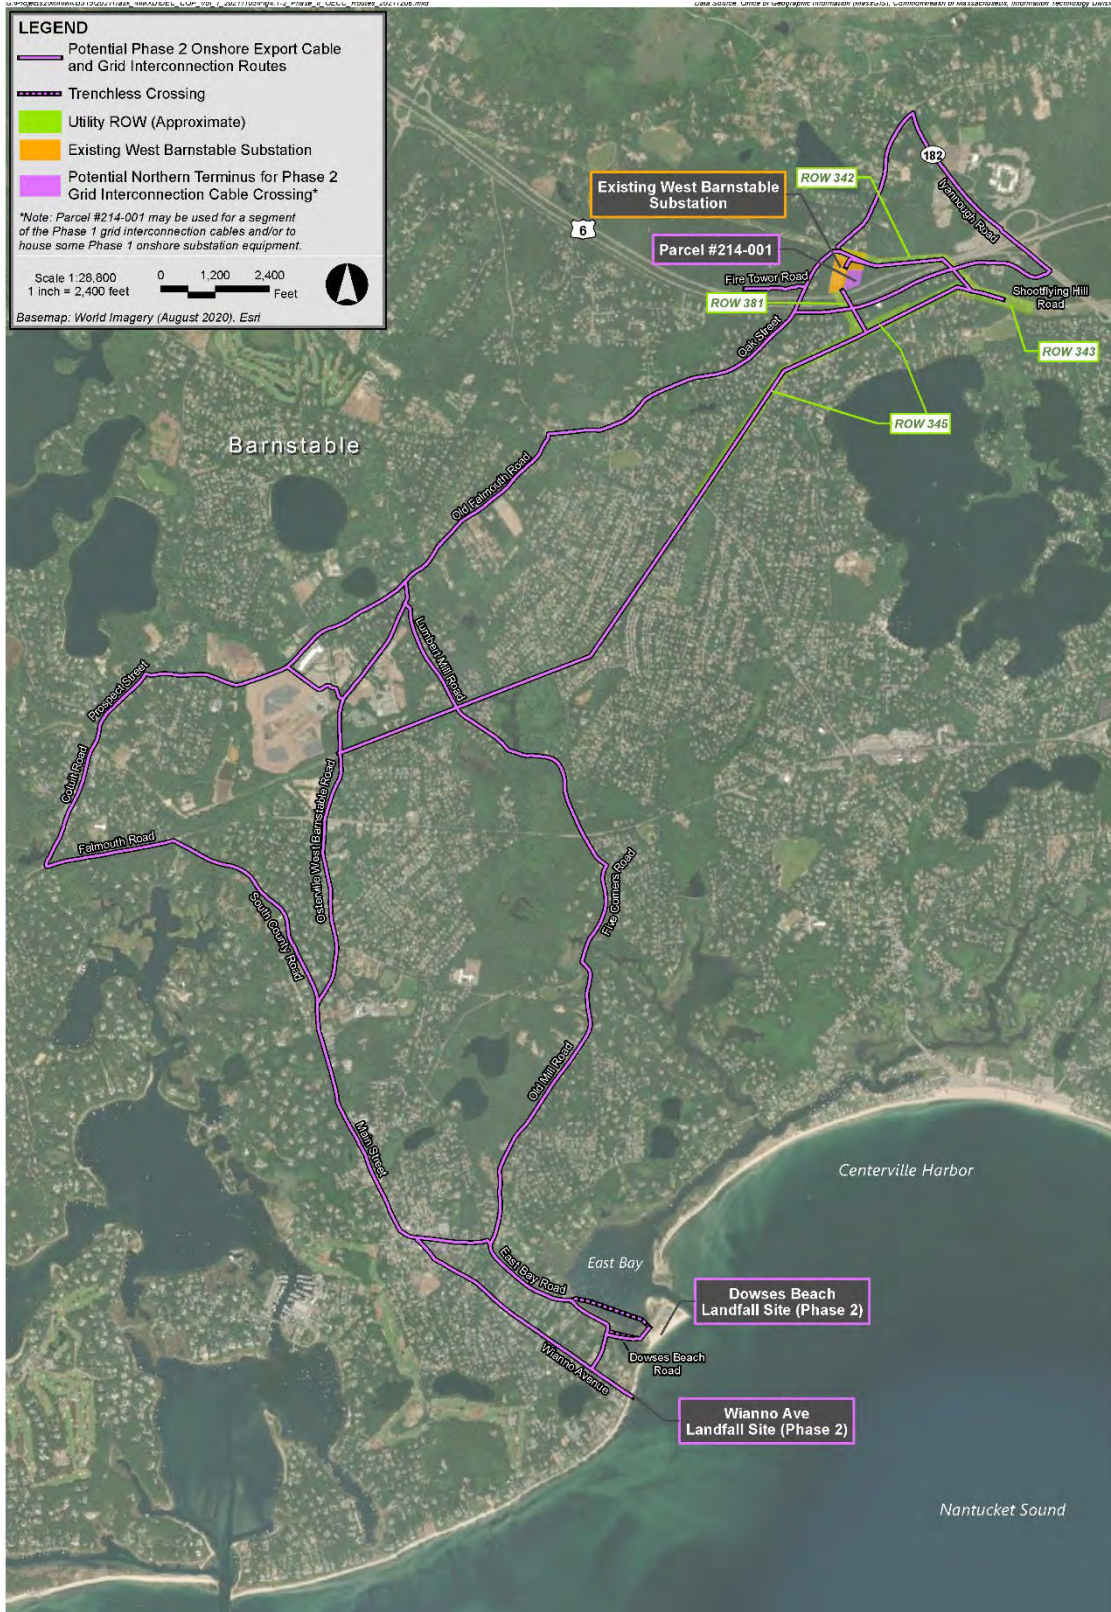 LEGEND
Potential Phase 2 Onshore Export Cable
and Grid Interconnection Routes
Trenchless Crossing
Utility ROW (Approximate)
Existing West Barnstable Substation
Potential Northern Terminus for Phase 2
Grid Interconnection Cable Crossing*
*Note: Parcel #214-001 may be used for a segment
of the Phase 1 grid interconnection cables and/or to
house some Phase 1 onshore substation equipment.
Scale 1:28,800
1 inch = 2,400 feet
0 1,200 2,400
Feet
Basemap: World Imagery (August 2020), Esri
182
Iyannough Road
ROW 342
Existing West Barnstable
Substation
6
Parcel #214-001
Fire Tower Road
ROW 381
Shootflying Hill
Road
Oak Street
ROW 343
ROW 345
Barnstable
Old Falmouth Road
Lumbert Mill Road
Prospect Street
Cotuit Road
Osterville West Barnstable Road
Falmouth Road
Five Corners Road
South County Road
Old Mill Road
Main Street
Centerville Harbor
East Bay Road
East Bay
Dowses Beach
Landfall Site (Phase 2)
Dowses Beach
Road
Wianno Avenue
Wianno Ave
Landfall Site (Phase 2)
Nantucket Sound